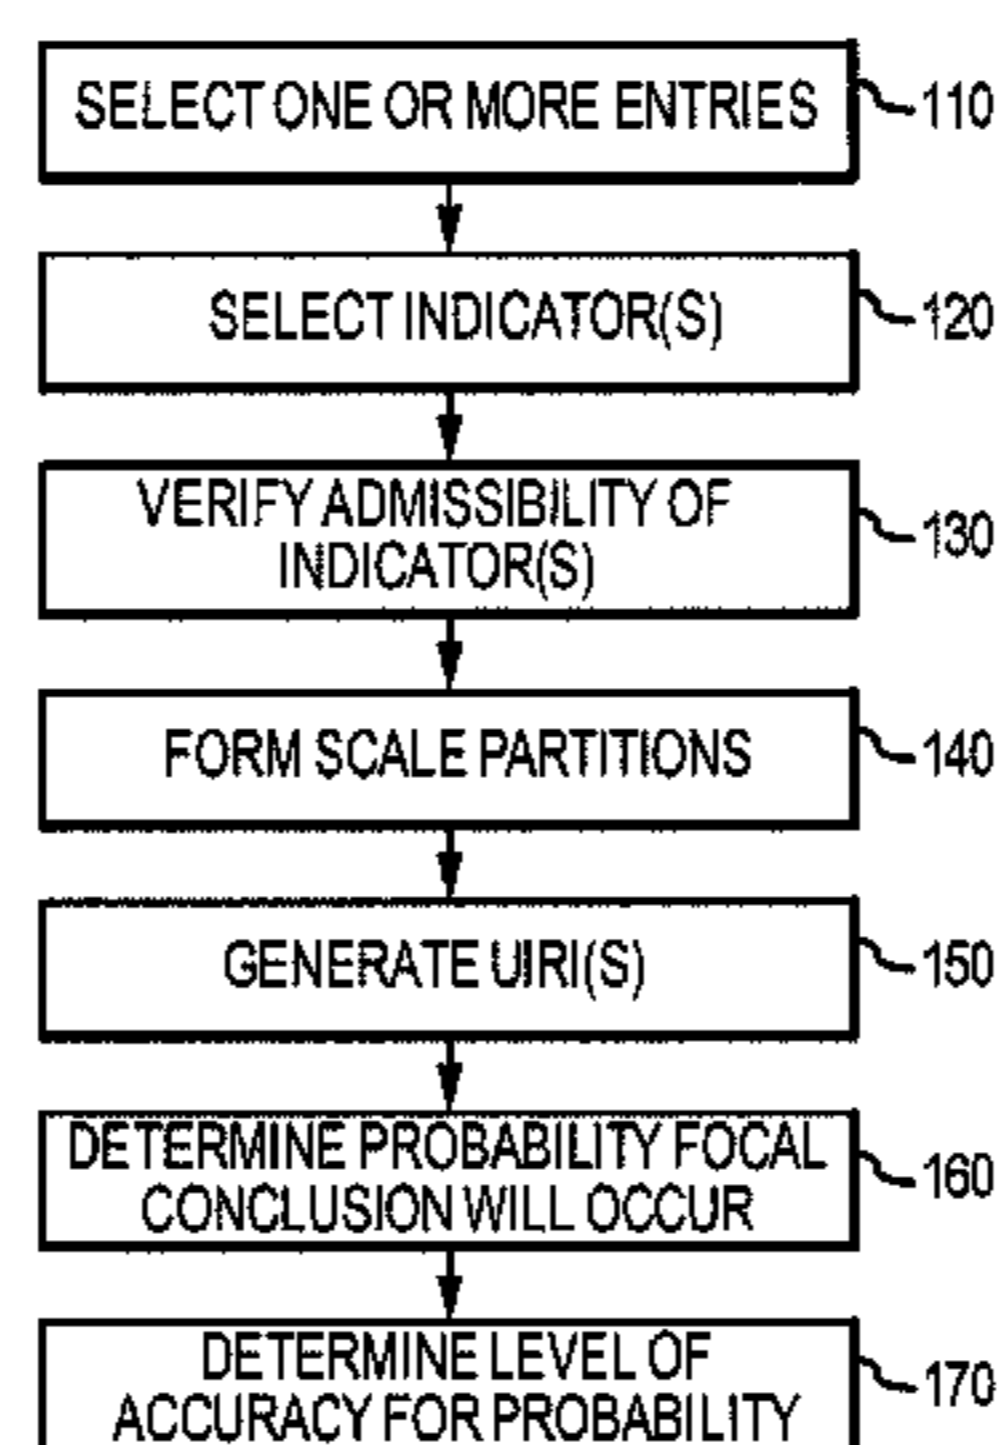 SELECT ONE OR MORE ENTRIES
110
SELECT INDICATOR(S)
120
VERIFY ADMISSIBILITY OF
INDICATOR(S)
130
FORM SCALE PARTITIONS
140
GENERATE UIRI(S)
150
DETERMINE PROBABILITY FOCAL
CONCLUSION WILL OCCUR
160
DETERMINE LEVEL OF
ACCURACY FOR PROBABILITY
170